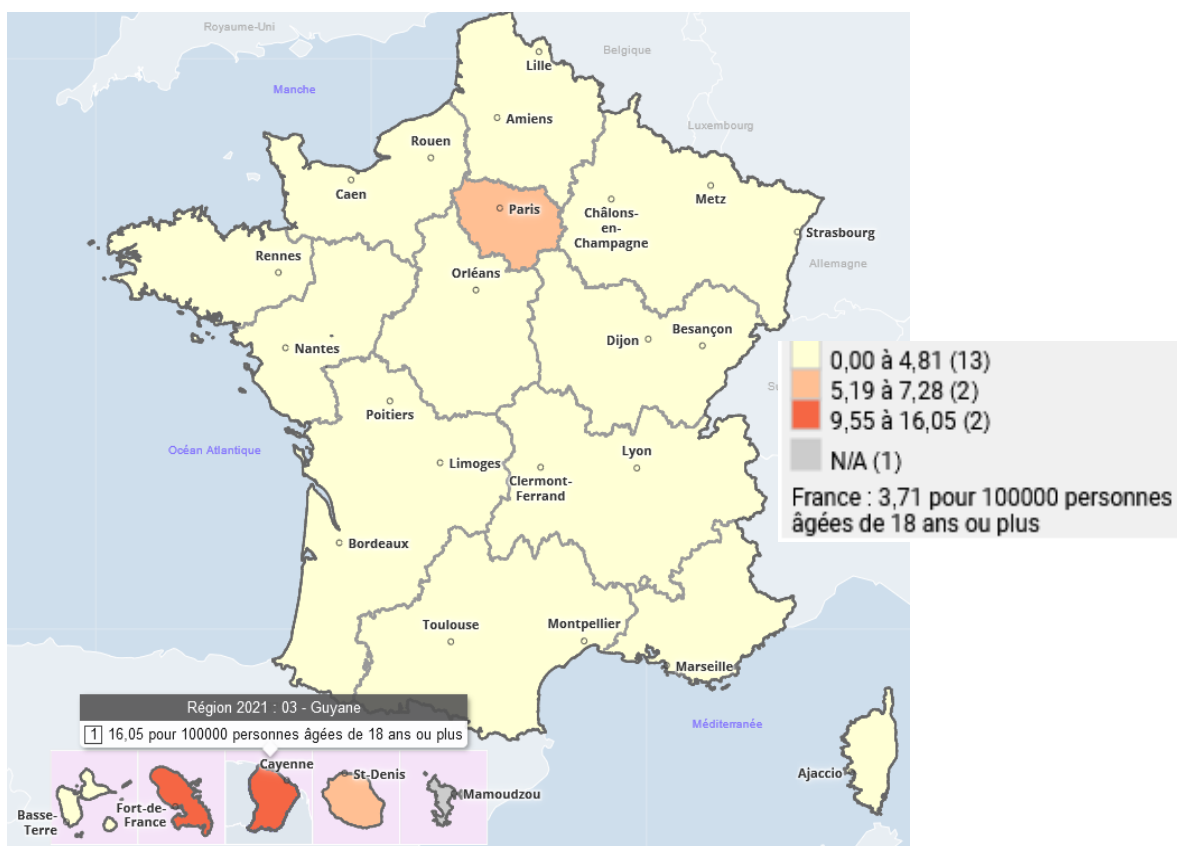 Royaume-Uni
Belgique
Lille
Manche
Amiens
Luxembourg
Rouen
Caen
Metz
Paris
Châlons-
en-
Champagne
Strasbourg
Allemagne
Rennes
Orléans
Besançon
Dijon
Nantes
Poitiers
Océan Atlantique
Lyon
Limoges
Clermont-
Ferrand
Bordeaux
Toulouse
Montpellier
Marseille
Méditerranée
Ajaccio
0,00 à 4,81 (13)
5,19 à 7,28 (2)
9,55 à 16,05 (2)
N/A (1)
France : 3,71 pour 100000 personnes
âgées de 18 ans ou plus
Région 2021 : 03 - Guyane
1 16,05 pour 100000 personnes âgées de 18 ans ou plus
Basse-
Terre
Fort-de-
France
Cayenne
St-Denis
Mamoudzou